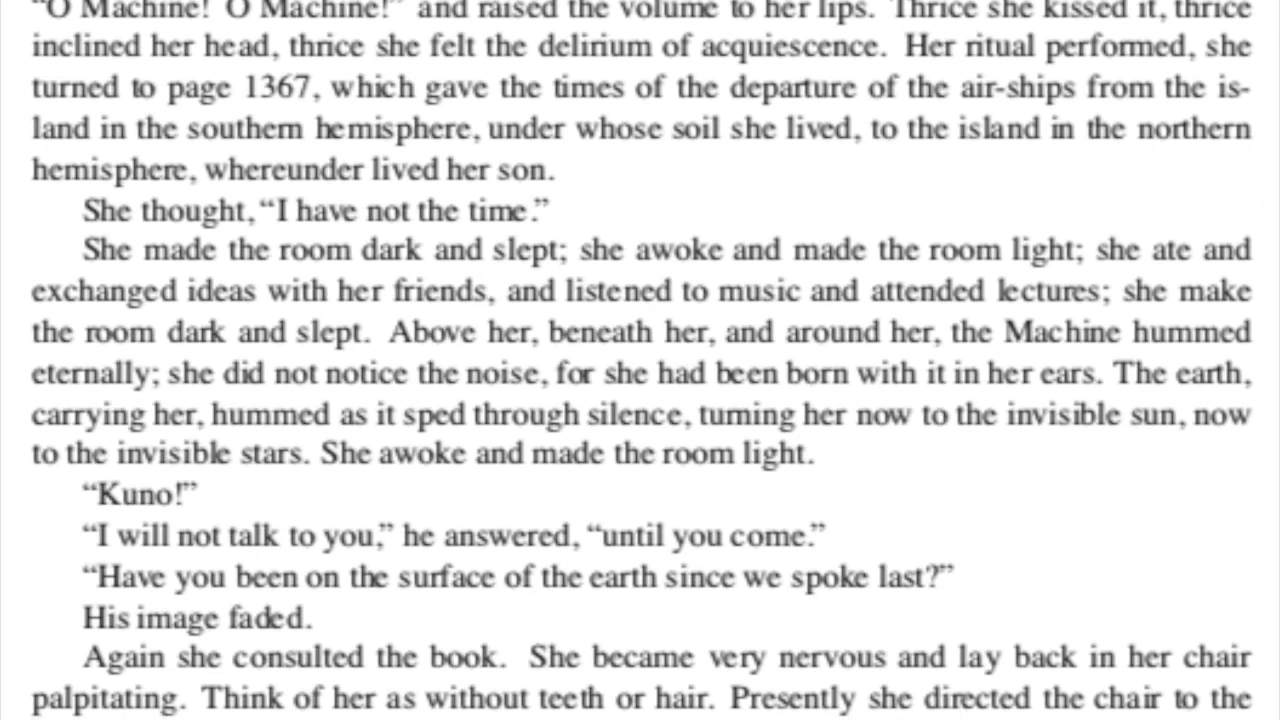 “O Machine! O Machine!” and raised the volume to her lips. Thrice she kissed it, thrice
inclined her head, thrice she felt the delirium of acquiescence. Her ritual performed, she
turned to page 1367, which gave the times of the departure of the air-ships from the is-
land in the southern hemisphere, under whose soil she lived, to the island in the northern
hemisphere, whereunder lived her son.
She thought, “I have not the time.”
She made the room dark and slept; she awoke and made the room light; she ate and
exchanged ideas with her friends, and listened to music and attended lectures; she make
the room dark and slept. Above her, beneath her, and around her, the Machine hummed
eternally; she did not notice the noise, for she had been born with it in her ears. The earth,
carrying her, hummed as it sped through silence, turning her now to the invisible sun, now
to the invisible stars. She awoke and made the room light.
“Kuno!”
“I will not talk to you,” he answered, “until you come.”
“Have you been on the surface of the earth since we spoke last?”
His image faded.
Again she consulted the book. She became very nervous and lay back in her chair
palpitating. Think of her as without teeth or hair. Presently she directed the chair to the